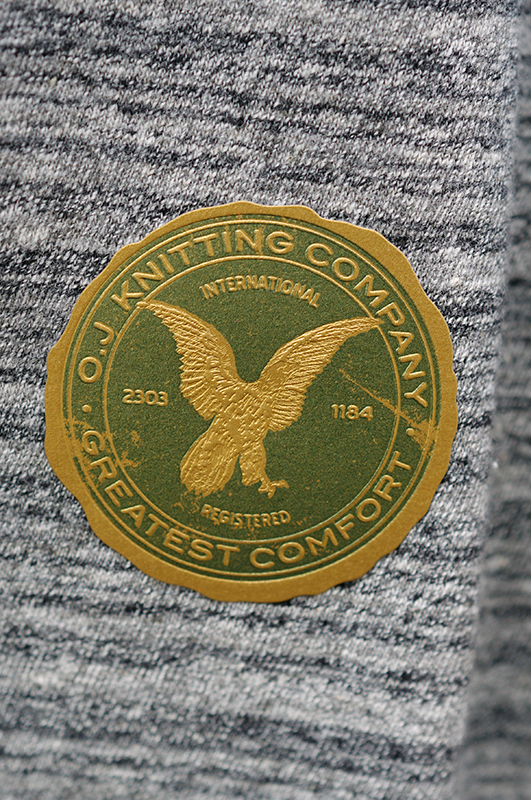 O.J. KNITTING COMPANY
INTERNATIONAL
2303
1184
REGISTERED
• GREATEST COMFORT •